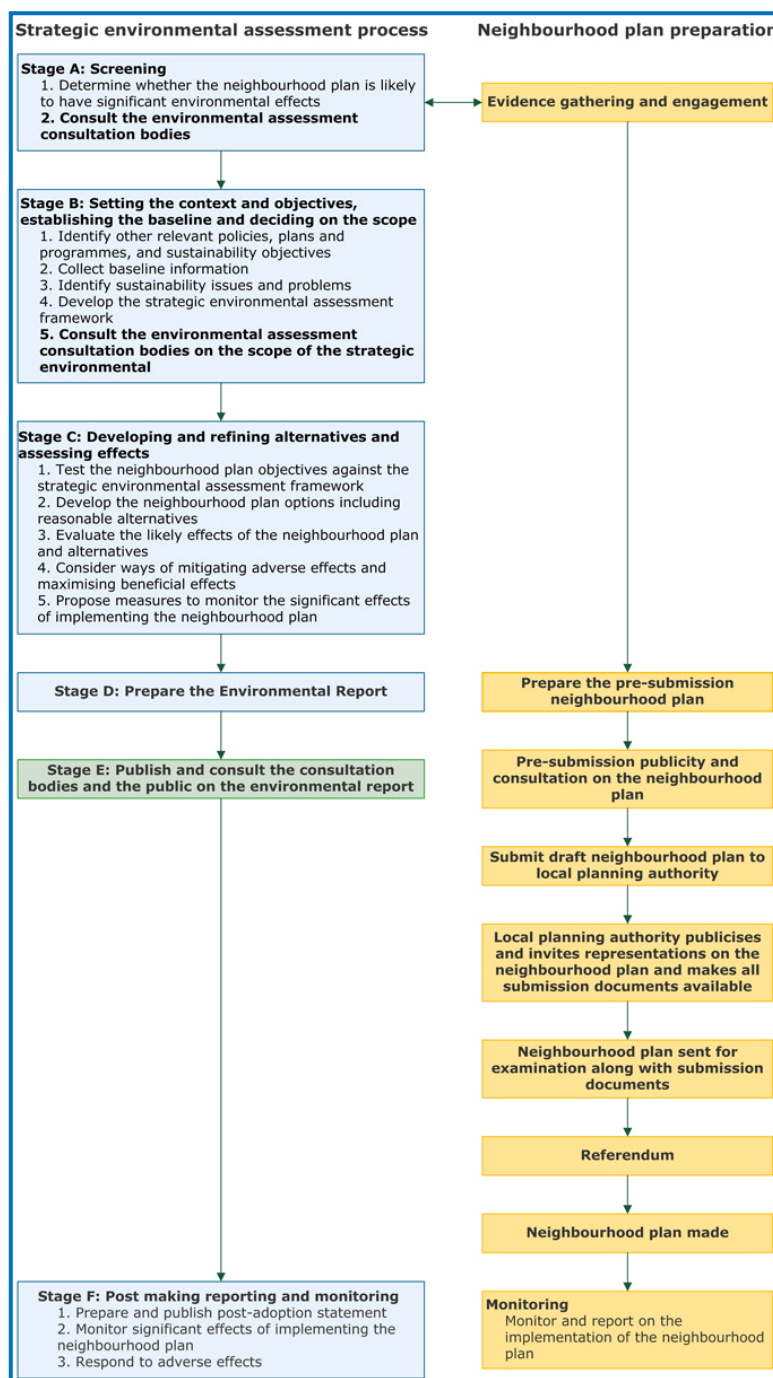 Strategic environmental assessment process
Neighbourhood plan preparation
Stage A: Screening
1. Determine whether the neighbourhood plan is likely
to have significant environmental effects
2. Consult the environmental assessment
consultation bodies
Evidence gathering and engagement
Stage B: Setting the context and objectives,
establishing the baseline and deciding on the scope
1. Identify other relevant policies, plans and
programmes, and sustainability objectives
2. Collect baseline information
3. Identify sustainability issues and problems
4. Develop the strategic environmental assessment
framework
5. Consult the environmental assessment
consultation bodies on the scope of the strategic
environmental
Stage C: Developing and refining alternatives and
assessing effects
1. Test the neighbourhood plan objectives against the
strategic environmental assessment framework
2. Develop the neighbourhood plan options including
reasonable alternatives
3. Evaluate the likely effects of the neighbourhood plan
and alternatives
4. Consider ways of mitigating adverse effects and
maximising beneficial effects
5. Propose measures to monitor the significant effects
of implementing the neighbourhood plan
Stage D: Prepare the Environmental Report
Prepare the pre-submission
neighbourhood plan
Stage E: Publish and consult the consultation
bodies and the public on the environmental report
Pre-submission publicity and
consultation on the neighbourhood
plan
Submit draft neighbourhood plan to
local planning authority
Local planning authority publicises
and invites representations on the
neighbourhood plan and makes all
submission documents available
Neighbourhood plan sent for
examination along with submission
documents
Referendum
Neighbourhood plan made
Stage F: Post making reporting and monitoring
1. Prepare and publish post-adoption statement
2. Monitor significant effects of implementing the
neighbourhood plan
3. Respond to adverse effects
Monitoring
Monitor and report on the
implementation of the neighbourhood
plan